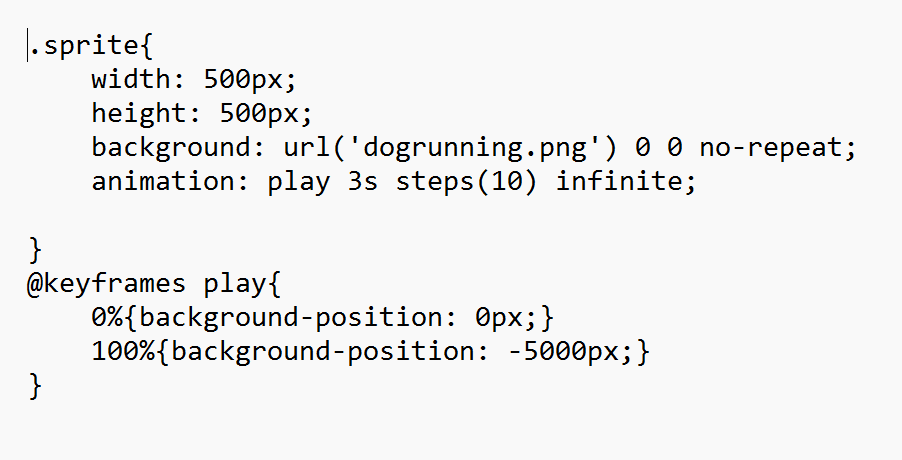 .sprite{
    width: 500px;
    height: 500px;
    background: url('dogrunning.png') 0 0 no-repeat;
    animation: play 3s steps(10) infinite;

}
@keyframes play{
    0%{background-position: 0px;}
    100%{background-position: -5000px;}
}